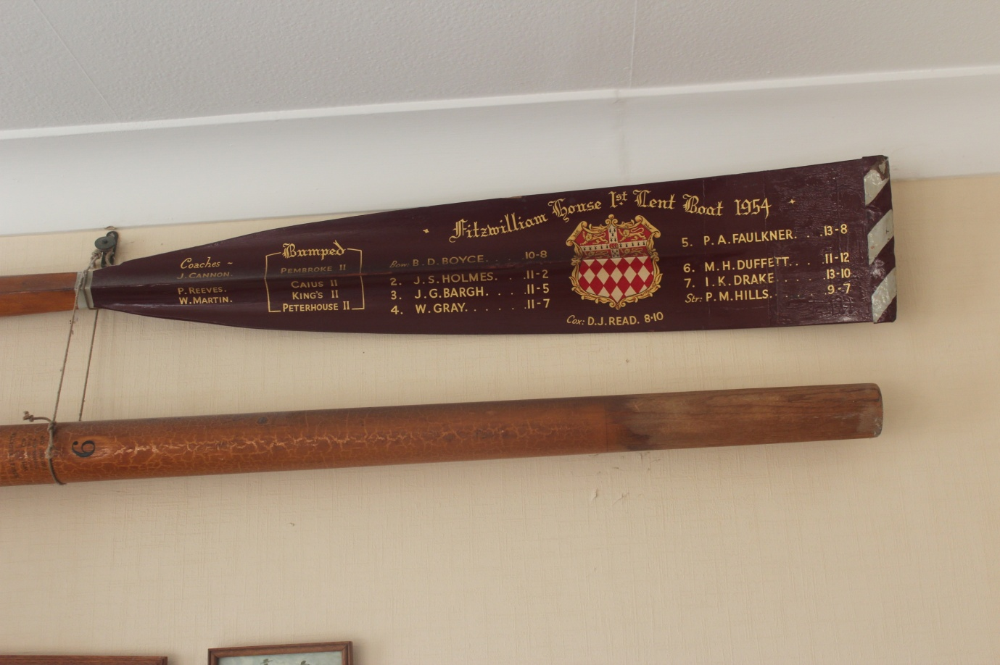 Fitzwilliam House 1st Lent Boat 1954
Coaches ~
J. CANNON.
P. REEVES.
W. MARTIN.
Bumped
PEMBROKE II
CAIUS II
KING'S II
PETERHOUSE II
Bow: B. D. BOYCE. . . . .10-8
2. J. S. HOLMES. . . .11-2
3. J. G. BARGH. . . . .11-5
4. W. GRAY. . . . . . .11-7
Cox: D. J. READ. 8·10
5. P. A. FAULKNER. . .13-8
6. M. H. DUFFETT. . .11-12
7. I. K. DRAKE. . . . 13-10
Str: P. M. HILLS. . . . 9-7
6